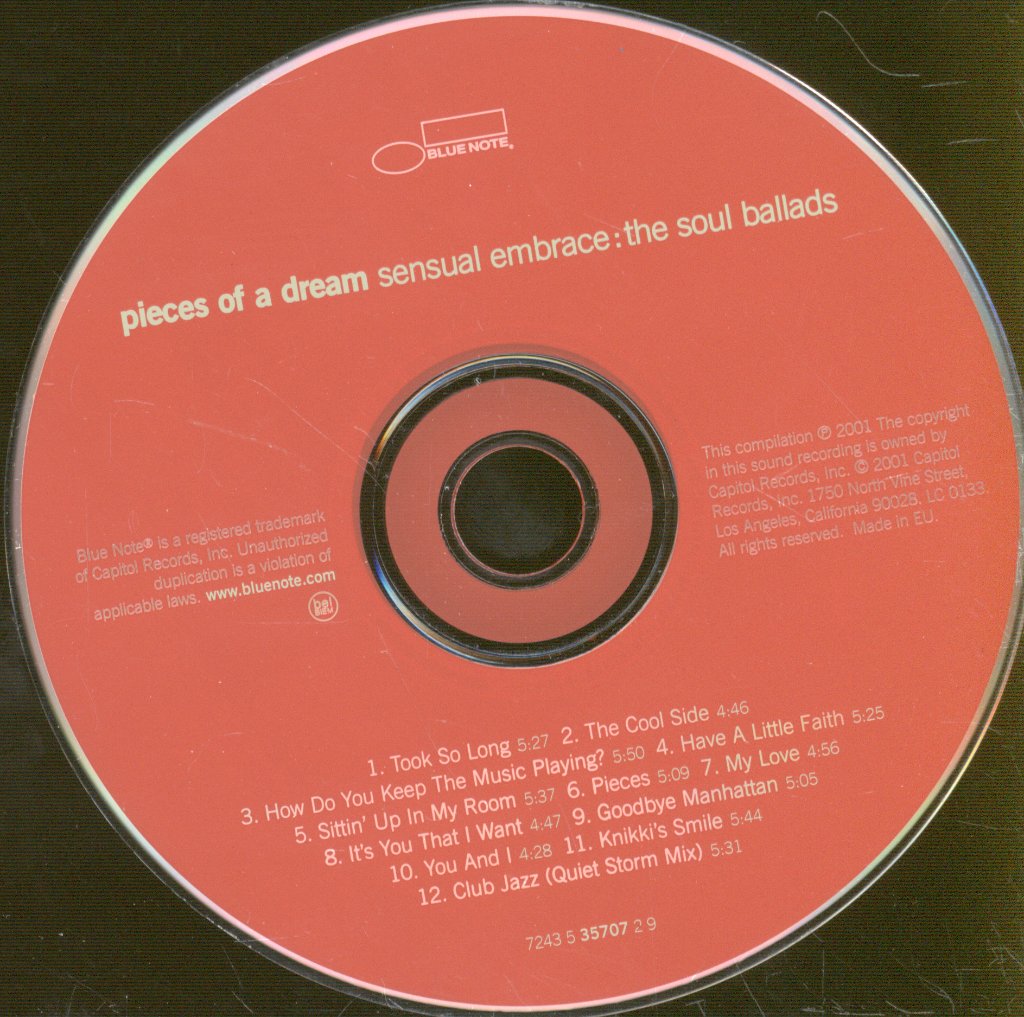 BLUE NOTE®
pieces of a dream sensual embrace:the soul ballads
This compilation ℗ 2001 The copyright
in this sound recording is owned by
Capitol Records, Inc. © 2001 Capitol
Records, Inc. 1750 North Vine Street,
Los Angeles, California 90028. LC 0133.
All rights reserved. Made in EU.
Blue Note® is a registered trademark
of Capitol Records, Inc. Unauthorized
duplication is a violation of
applicable laws. www.bluenote.com
bel
BIEM
1. Took So Long 5:27 2. The Cool Side 4:46
3. How Do You Keep The Music Playing? 5:50 4. Have A Little Faith 5:25
5. Sittin' Up In My Room 5:37 6. Pieces 5:09 7. My Love 4:56
8. It's You That I Want 4:47 9. Goodbye Manhattan 5:05
10. You And I 4:28 11. Knikki's Smile 5:44
12. Club Jazz (Quiet Storm Mix) 5:31
7243 5 35707 2 9